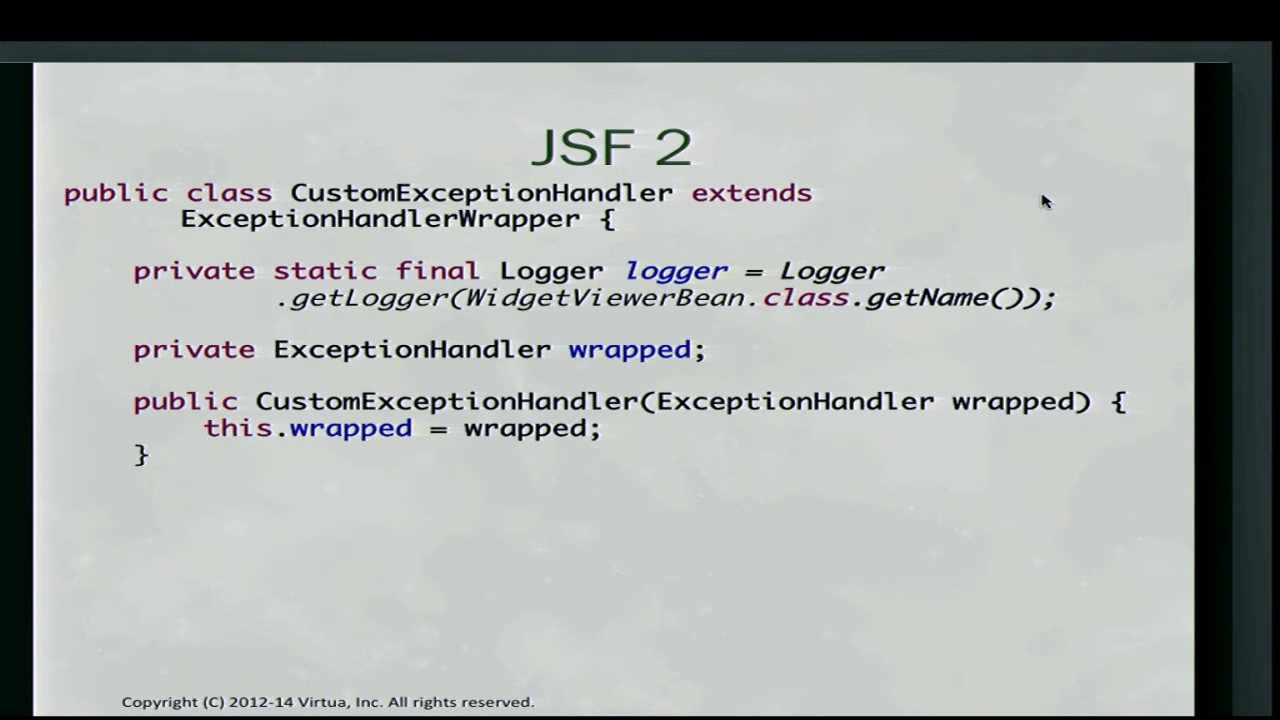 JSF 2
public class CustomExceptionHandler extends
ExceptionHandlerWrapper {
private static final Logger logger = Logger
.getLogger(WidgetViewerBean.class.getName());
private ExceptionHandler wrapped;
public CustomExceptionHandler(ExceptionHandler wrapped) {
this.wrapped = wrapped;
}
Copyright (C) 2012-14 Virtua, Inc. All rights reserved.